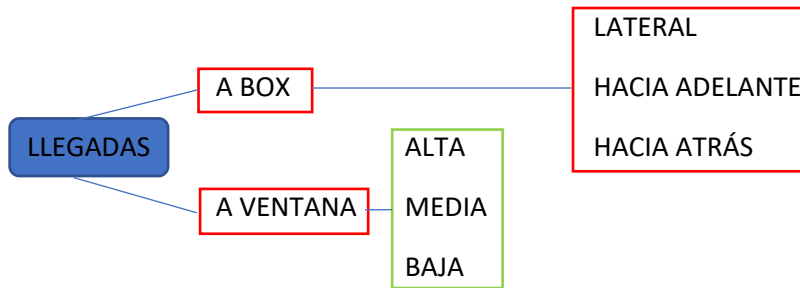 LLEGADAS
A BOX
LATERAL
HACIA ADELANTE
HACIA ATRÁS
A VENTANA
ALTA
MEDIA
BAJA